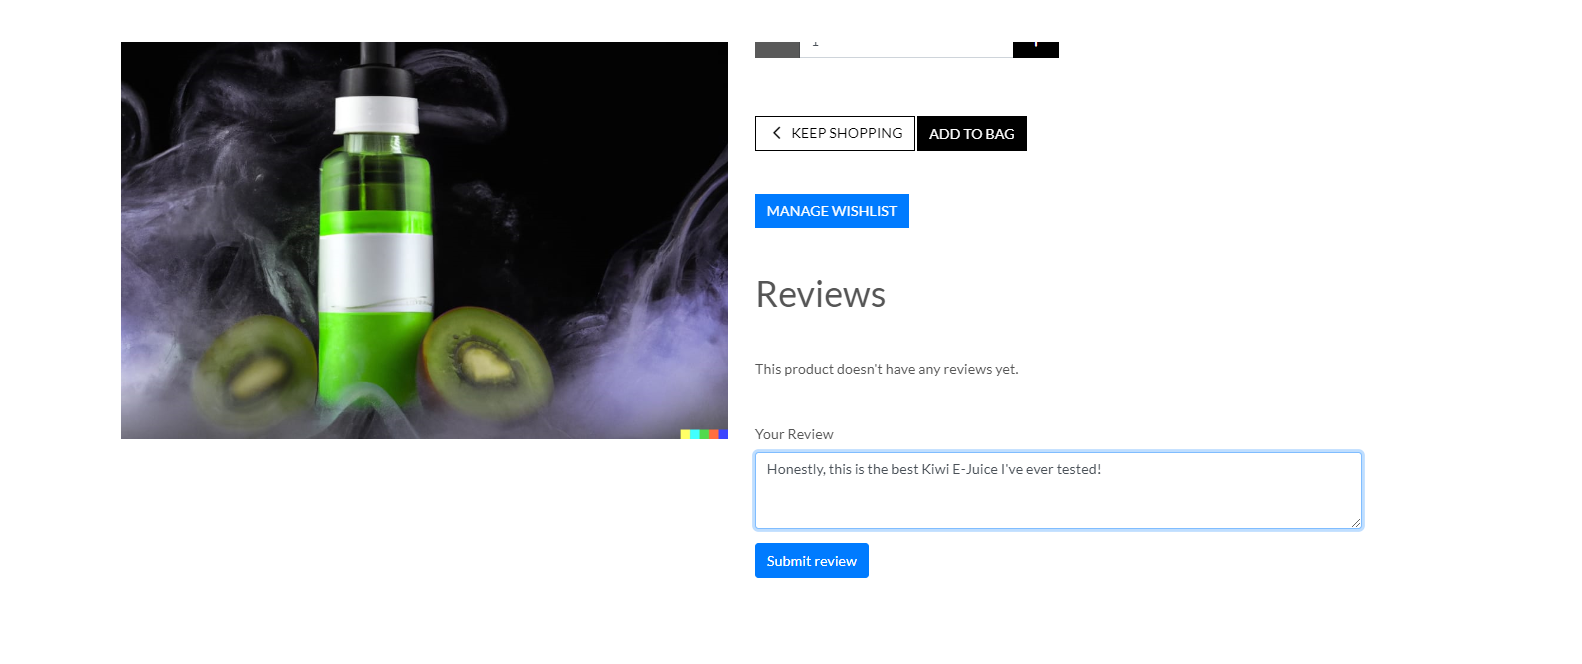 KEEP SHOPPING
ADD TO BAG
MANAGE WISHLIST
Reviews
This product doesn't have any reviews yet.
Your Review
Honestly, this is the best Kiwi E-Juice I've ever tested!
Submit review